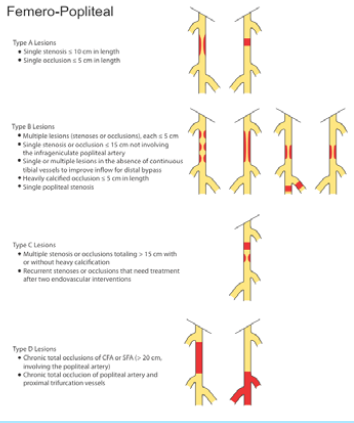 Femero-Popliteal
Type A Lesions
• Single stenosis ≤ 10 cm in length
• Single occlusion ≤ 5 cm in length
Type B Lesions
• Multiple lesions (stenoses or occlusions), each ≤ 5 cm
• Single stenosis or occlusion ≤ 15 cm not involving
the infrageniculate popliteal artery
• Single or multiple lesions in the absence of continuous
tibial vessels to improve inflow for distal bypass
• Heavily calcified occlusion ≤ 5 cm in length
• Single popliteal stenosis
Type C Lesions
• Multiple stenosis or occlusions totaling > 15 cm with
or without heavy calcification
• Recurrent stenoses or occlusions that need treatment
after two endovascular interventions
Type D Lesions
• Chronic total occlusions of CFA or SFA (> 20 cm,
involving the popliteal artery)
• Chronic total occlusion of popliteal artery and
proximal trifurcation vessels